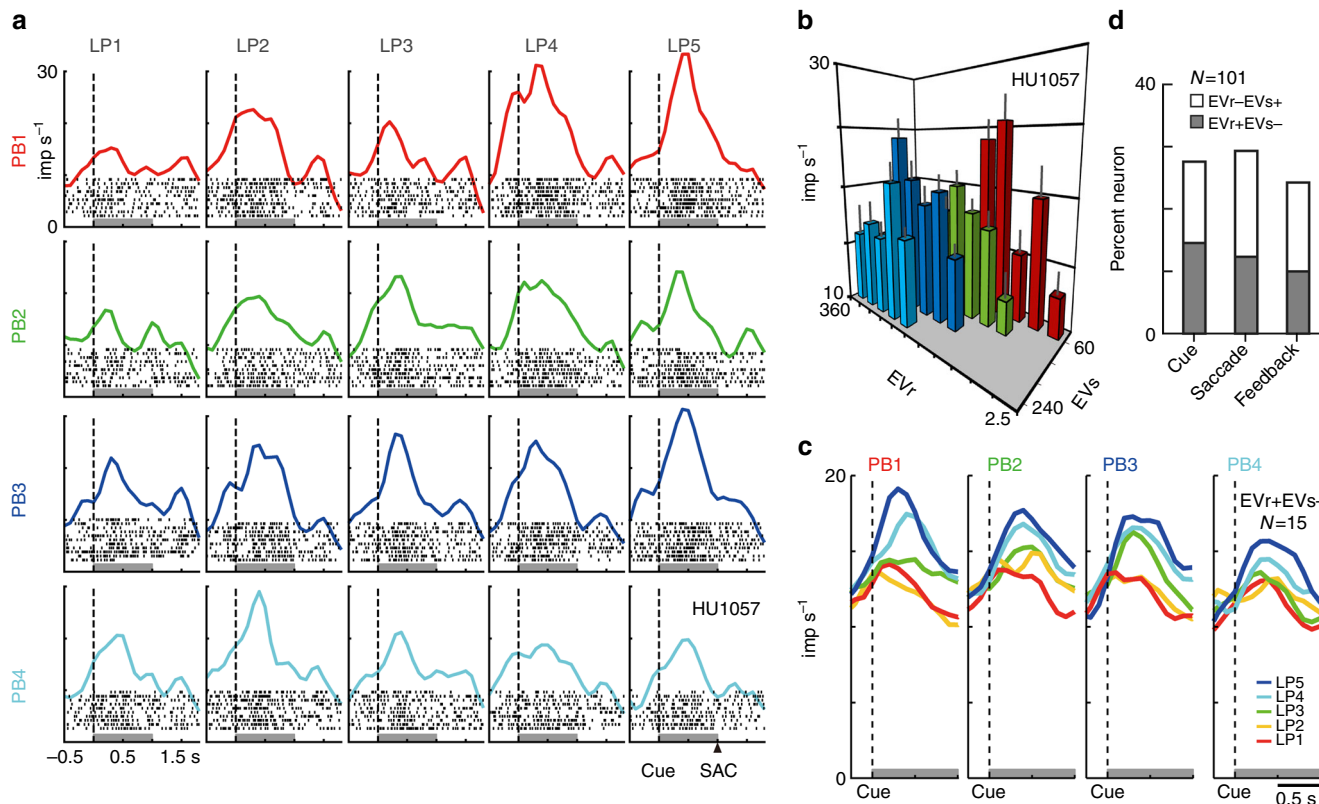 a
LP1 LP2 LP3 LP4 LP5
30
imp s⁻¹
0
PB1
PB2
PB3
PB4
HU1057
–0.5 0.5 1.5 s
Cue SAC
b
30
HU1057
imp s⁻¹
10
360
EVr
2.5
60
EVs
240
d
40
N=101
EVr–EVs+
EVr+EVs–
Percent neuron
0
Cue
Saccade
Feedback
c
PB1 PB2 PB3 PB4
20
EVr+EVs–
N=15
imp s⁻¹
LP5
LP4
LP3
LP2
LP1
0
Cue Cue Cue Cue
0.5 s